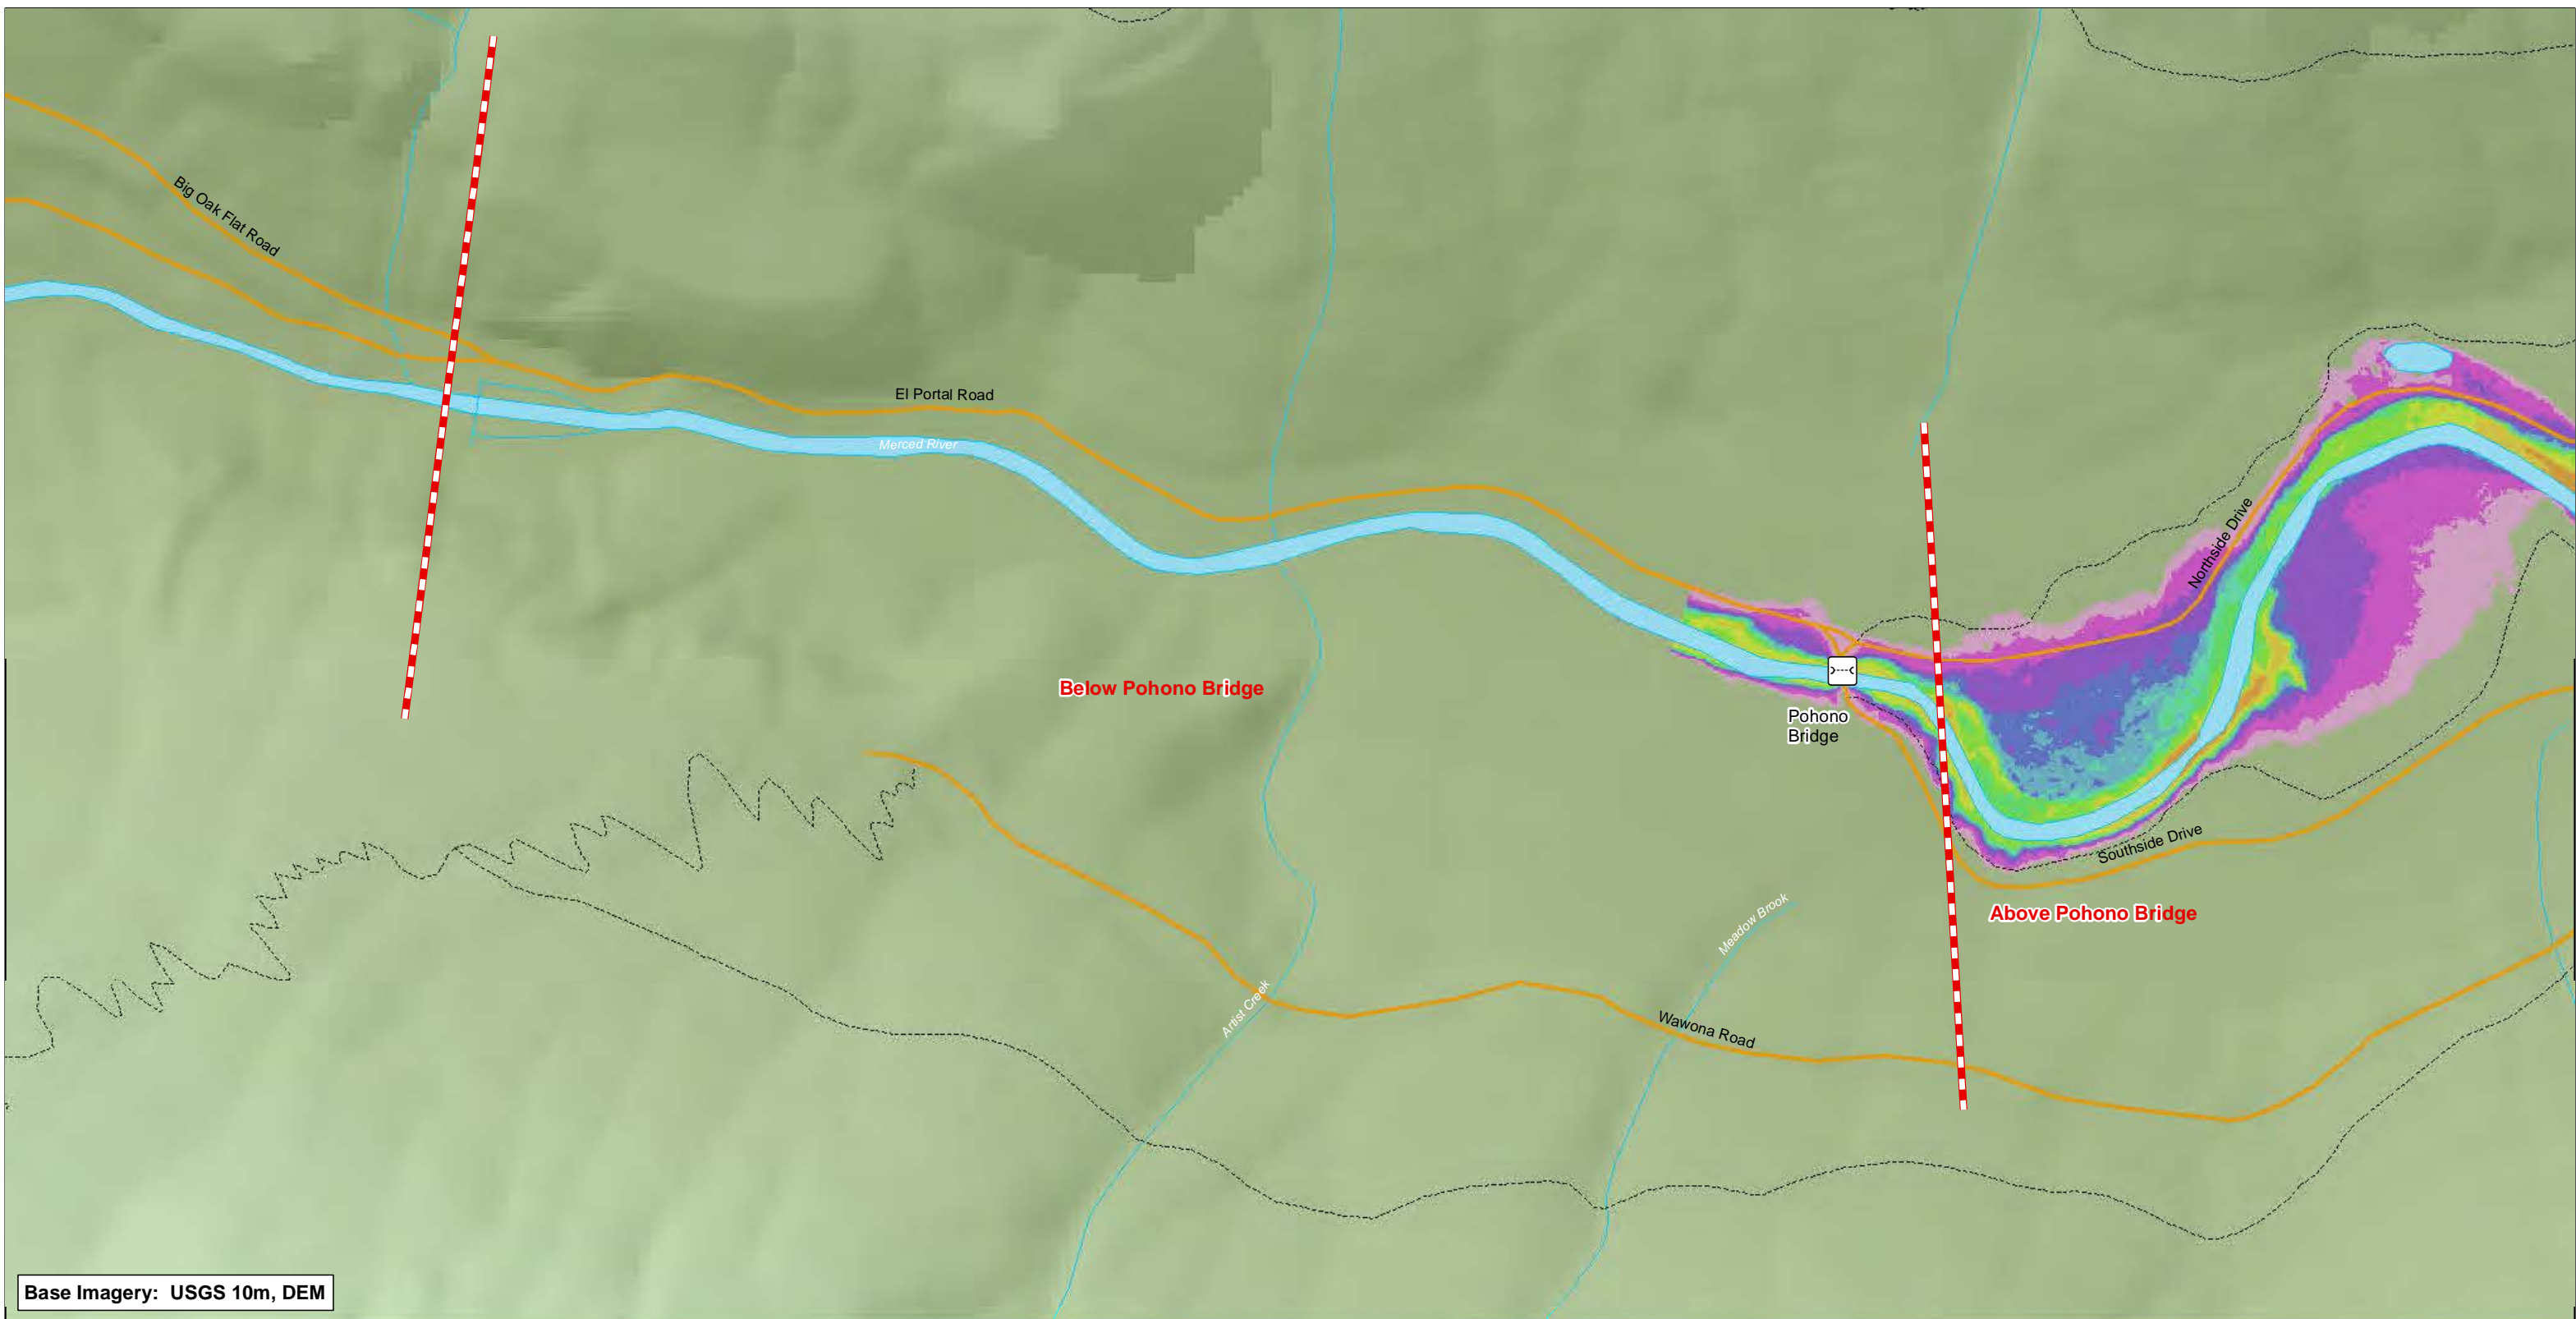 Big Oak Flat Road
El Portal Road
Merced River
Northside Drive
Below Pohono Bridge
Pohono
Bridge
Southside Drive
Above Pohono Bridge
Meadow Brook
Artist Creek
Wawona Road
Base Imagery: USGS 10m, DEM